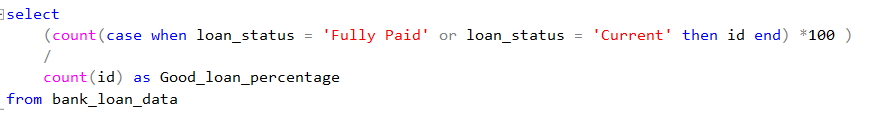 select
(count(case when loan_status = 'Fully Paid' or loan_status = 'Current' then id end) *100 )
/
count(id) as Good_loan_percentage
from bank_loan_data